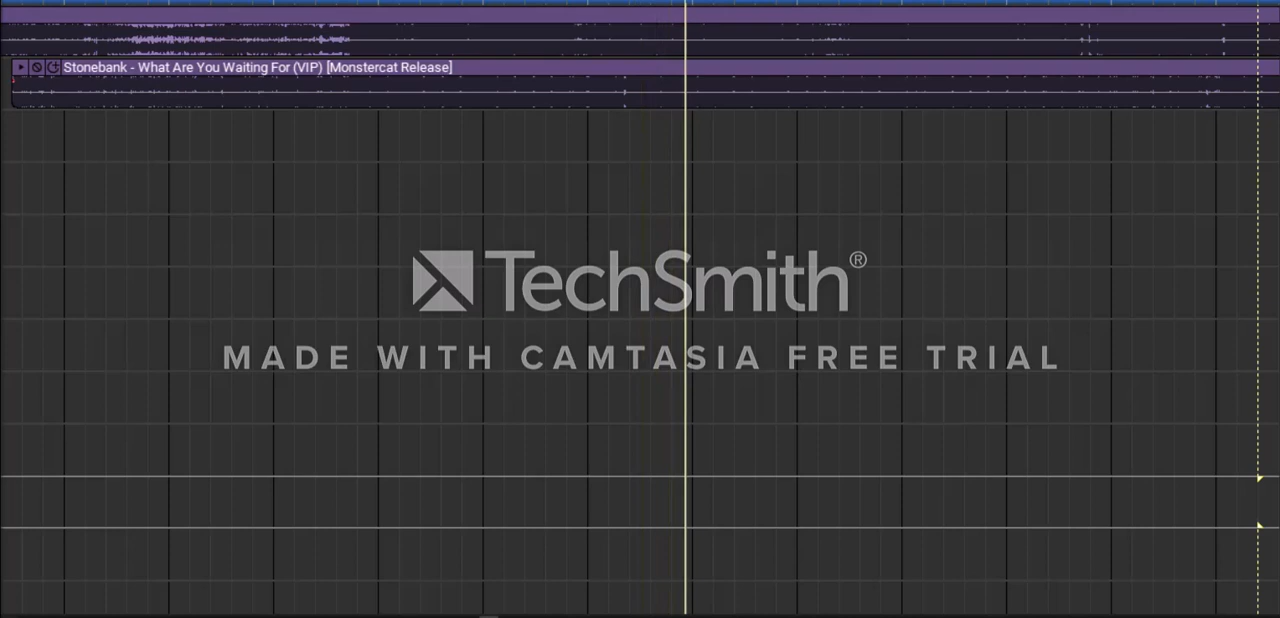 Stonebank - What Are You Waiting For (VIP) [Monstercat Release]
TechSmith®
MADE WITH CAMTASIA FREE TRIAL